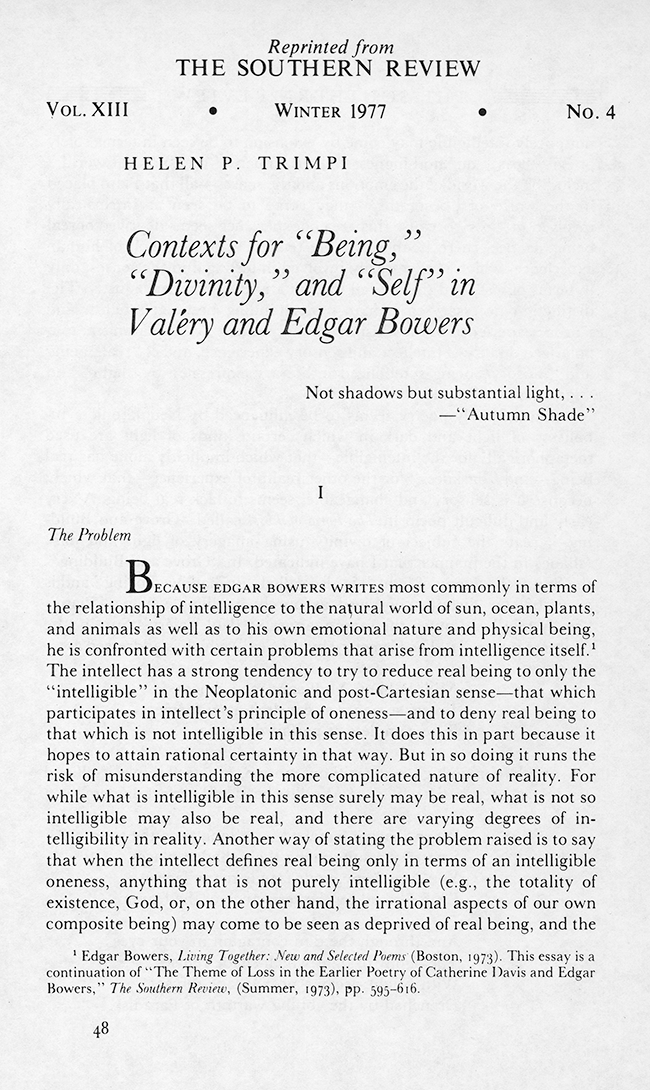 Reprinted from
THE SOUTHERN REVIEW
VOL. XIII • WINTER 1977 • No. 4
HELEN P. TRIMPI
Contexts for “Being,”
“Divinity,” and “Self” in
Valéry and Edgar Bowers
Not shadows but substantial light, . . .
—“Autumn Shade”
I
The Problem
BECAUSE EDGAR BOWERS WRITES most commonly in terms of
the relationship of intelligence to the natural world of sun, ocean, plants,
and animals as well as to his own emotional nature and physical being,
he is confronted with certain problems that arise from intelligence itself.¹
The intellect has a strong tendency to try to reduce real being to only the
“intelligible” in the Neoplatonic and post-Cartesian sense—that which
participates in intellect’s principle of oneness—and to deny real being to
that which is not intelligible in this sense. It does this in part because it
hopes to attain rational certainty in that way. But in so doing it runs the
risk of misunderstanding the more complicated nature of reality. For
while what is intelligible in this sense surely may be real, what is not so
intelligible may also be real, and there are varying degrees of in-
telligibility in reality. Another way of stating the problem raised is to say
that when the intellect defines real being only in terms of an intelligible
oneness, anything that is not purely intelligible (e.g., the totality of
existence, God, or, on the other hand, the irrational aspects of our own
composite being) may come to be seen as deprived of real being, and the
¹ Edgar Bowers, Living Together: New and Selected Poems (Boston, 1973). This essay is a
continuation of “The Theme of Loss in the Earlier Poetry of Catherine Davis and Edgar
Bowers,” The Southern Review, (Summer, 1973), pp. 595–616.
48